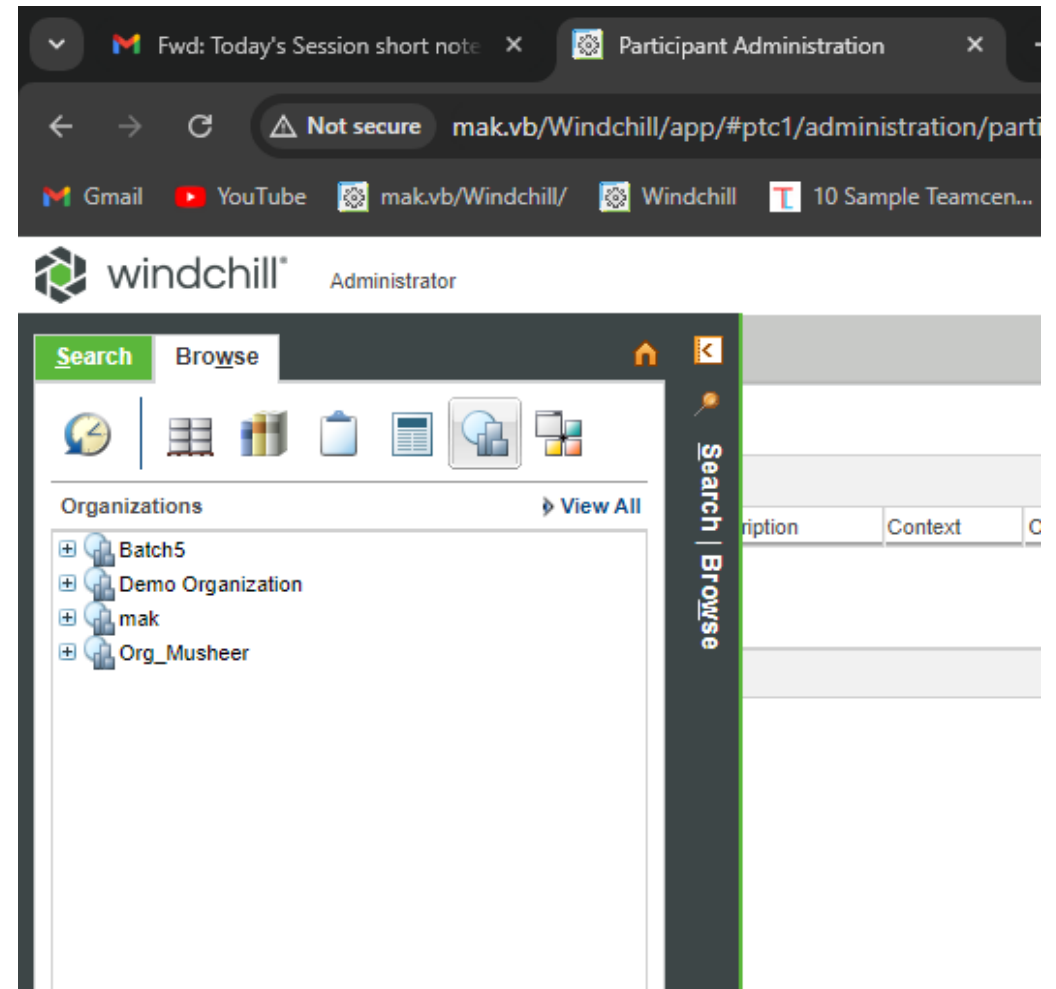 Fwd: Today's Session short note
Participant Administration
Not secure mak.vb/Windchill/app/#ptc1/administration/parti
Gmail YouTube mak.vb/Windchill/ Windchill 10 Sample Teamcen...
windchill® Administrator
Search Browse
Organizations View All
Batch5
Demo Organization
mak
Org_Musheer
Search | Browse
ription Context C